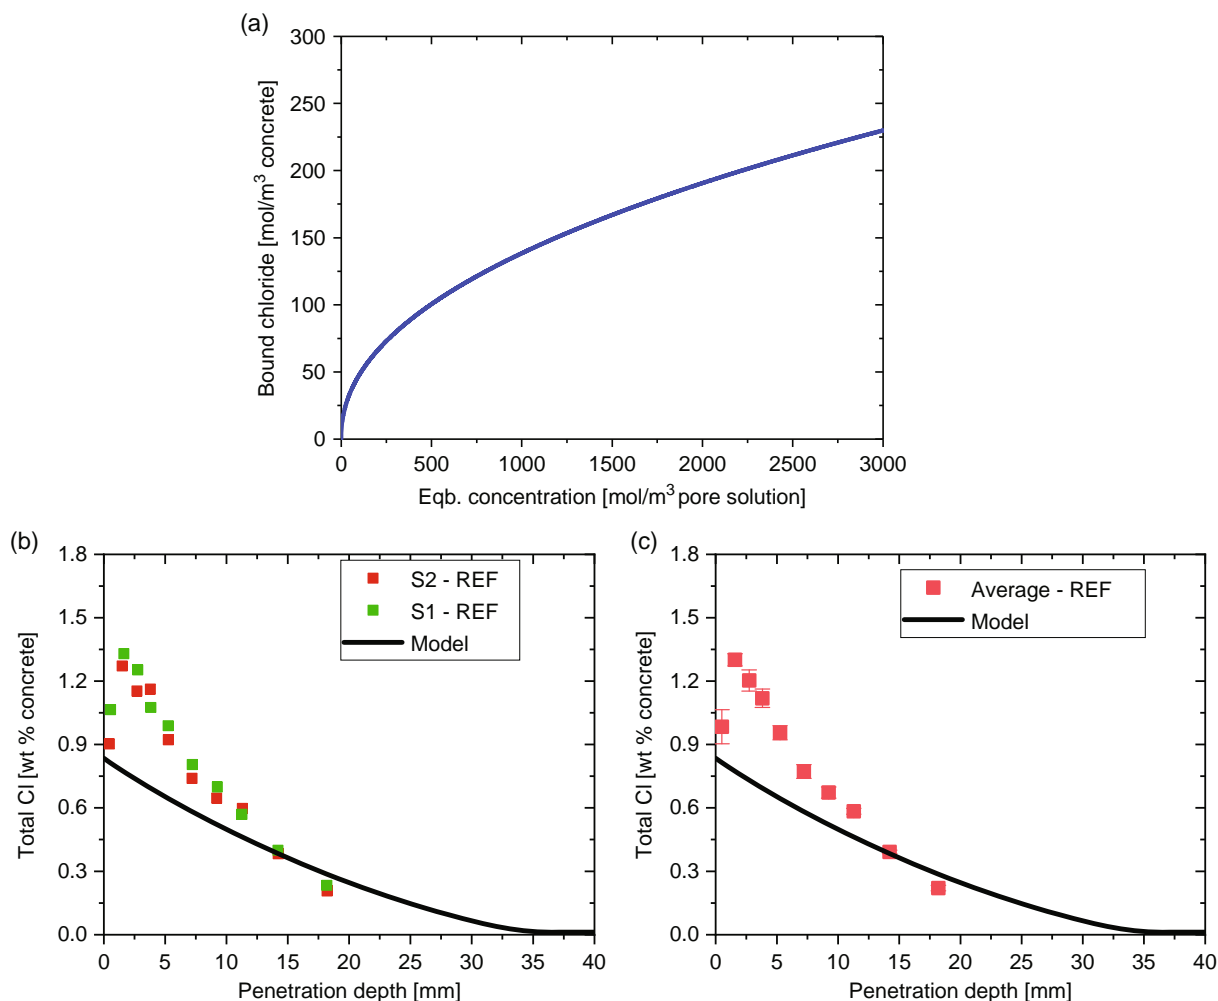 (a)
300
250
200
150
100
50
0
Bound chloride [mol/m³ concrete]
0 500 1000 1500 2000 2500 3000
Eqb. concentration [mol/m³ pore solution]
(b)
1.8
1.5
1.2
0.9
0.6
0.3
0.0
Total Cl [wt % concrete]
S2 - REF
S1 - REF
Model
0 5 10 15 20 25 30 35 40
Penetration depth [mm]
(c)
1.8
1.5
1.2
0.9
0.6
0.3
0.0
Total Cl [wt % concrete]
Average - REF
Model
0 5 10 15 20 25 30 35 40
Penetration depth [mm]